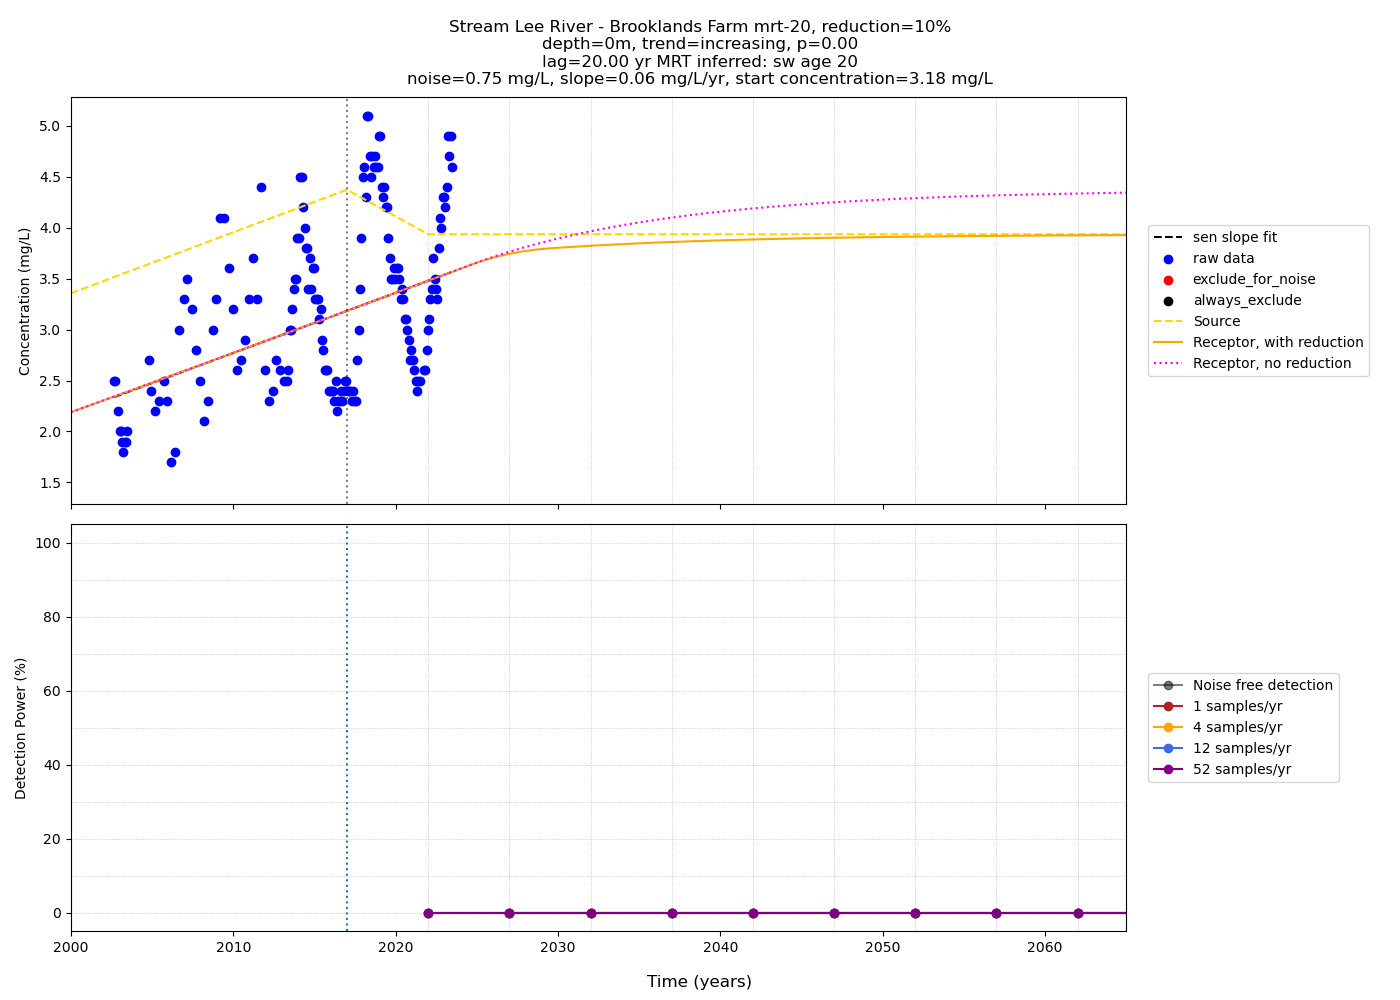 Stream Lee River - Brooklands Farm mrt-20, reduction=10%
depth=0m, trend=increasing, p=0.00
lag=20.00 yr MRT inferred: sw age 20
noise=0.75 mg/L, slope=0.06 mg/L/yr, start concentration=3.18 mg/L
Concentration (mg/L)
5.0
4.5
4.0
3.5
3.0
2.5
2.0
1.5
sen slope fit
raw data
exclude_for_noise
always_exclude
Source
Receptor, with reduction
Receptor, no reduction
Detection Power (%)
100
80
60
40
20
0
Noise free detection
1 samples/yr
4 samples/yr
12 samples/yr
52 samples/yr
2000 2010 2020 2030 2040 2050 2060
Time (years)